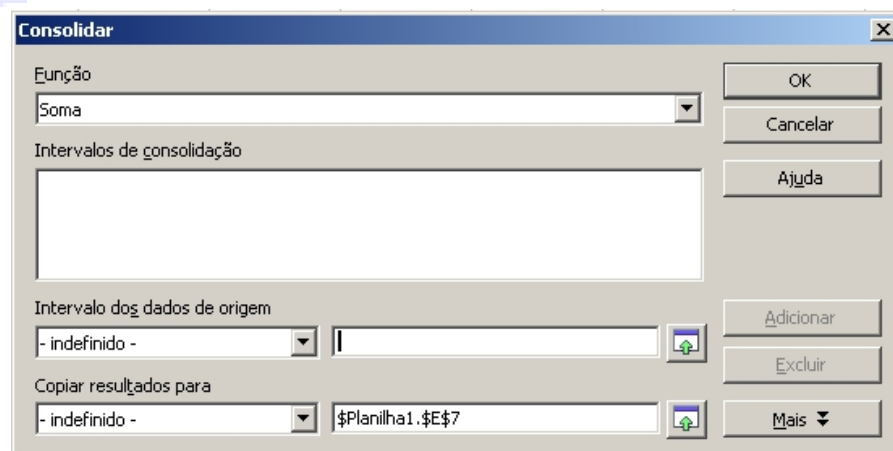 Consolidar
Função
Soma
Intervalos de consolidação
Intervalo dos dados de origem
- indefinido -
Copiar resultados para
- indefinido -
$Planilha1.$E$7
OK
Cancelar
Ajuda
Adicionar
Excluir
Mais